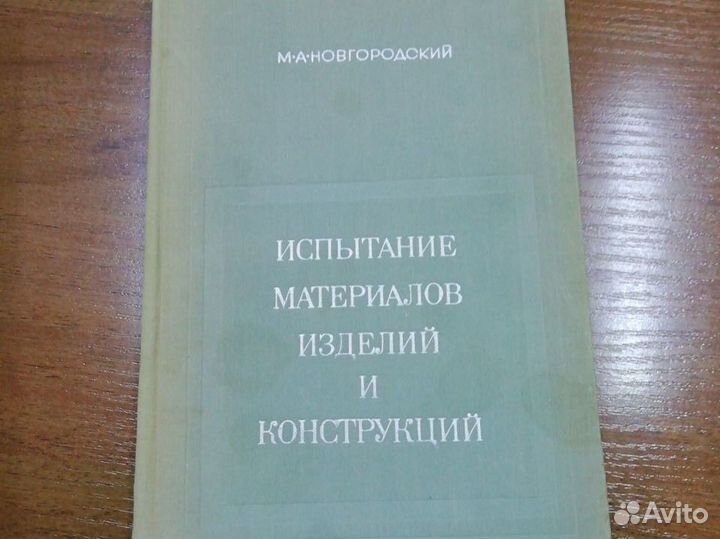 М·А·НОВГОРОДСКИЙ
ИСПЫТАНИЕ
МАТЕРИАЛОВ
ИЗДЕЛИЙ
И
КОНСТРУКЦИЙ
Avito